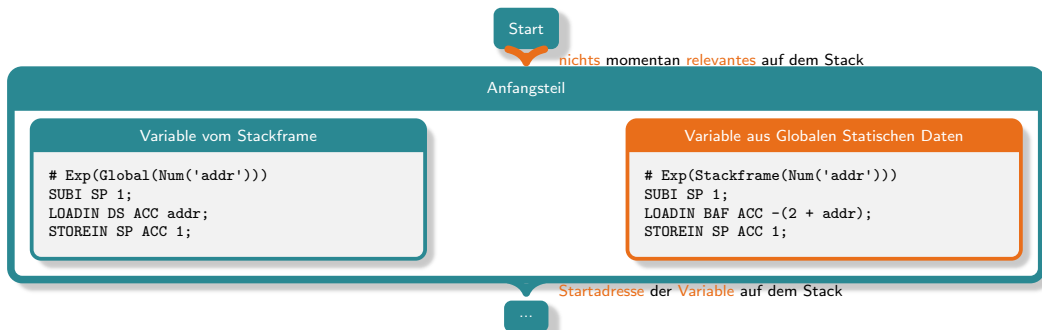 Start
nichts momentan relevantes auf dem Stack
Anfangsteil
Variable vom Stackframe
# Exp(Global(Num('addr')))
SUBI SP 1;
LOADIN DS ACC addr;
STOREIN SP ACC 1;
Variable aus Globalen Statischen Daten
# Exp(Stackframe(Num('addr')))
SUBI SP 1;
LOADIN BAF ACC -(2 + addr);
STOREIN SP ACC 1;
Startadresse der Variable auf dem Stack
...